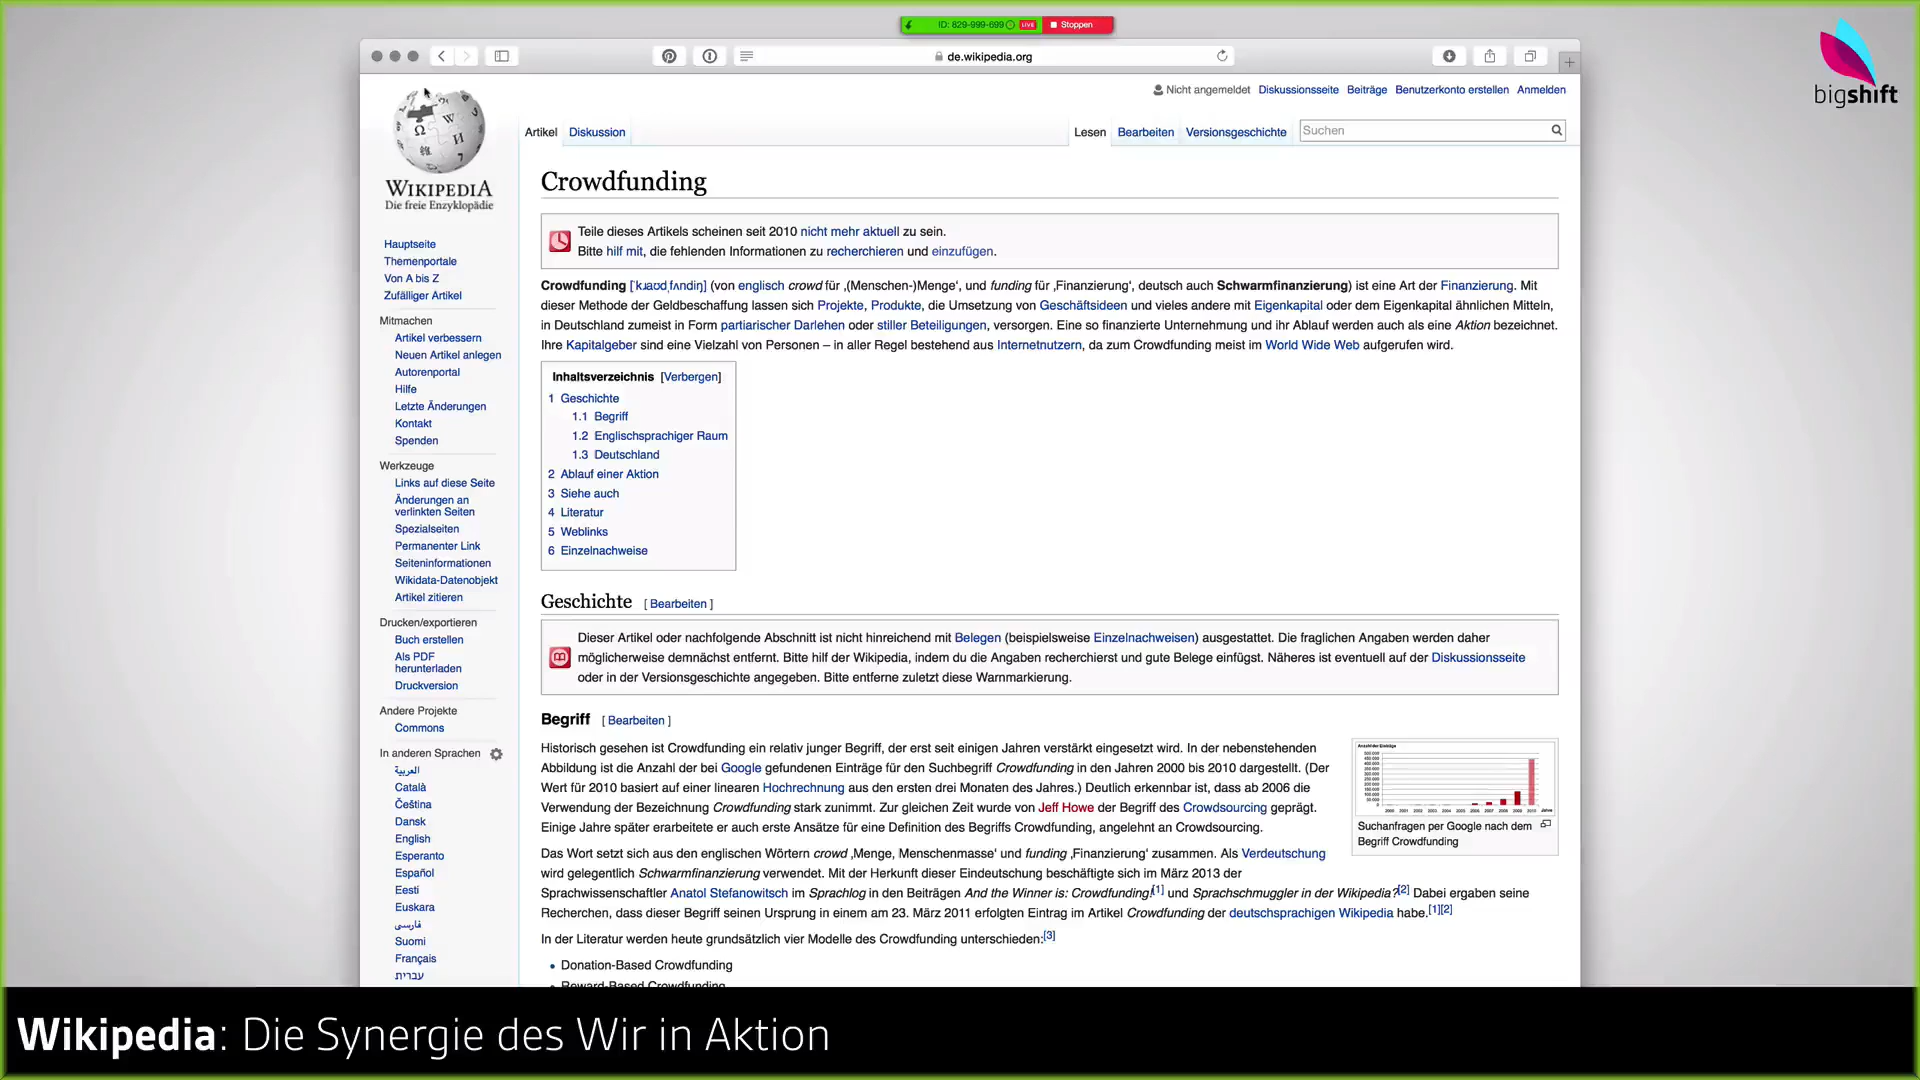 ID: 829-999-699 LIVE Stoppen
de.wikipedia.org
bigshift
Nicht angemeldet Diskussionsseite Beiträge Benutzerkonto erstellen Anmelden
Artikel Diskussion Lesen Bearbeiten Versionsgeschichte Suchen
WIKIPEDIA
Die freie Enzyklopädie
Hauptseite
Themenportale
Von A bis Z
Zufälliger Artikel
Mitmachen
Artikel verbessern
Neuen Artikel anlegen
Autorenportal
Hilfe
Letzte Änderungen
Kontakt
Spenden
Werkzeuge
Links auf diese Seite
Änderungen an
verlinkten Seiten
Spezialseiten
Permanenter Link
Seiteninformationen
Wikidata-Datenobjekt
Artikel zitieren
Drucken/exportieren
Buch erstellen
Als PDF
herunterladen
Druckversion
Andere Projekte
Commons
In anderen Sprachen
العربية
Català
Čeština
Dansk
English
Esperanto
Español
Eesti
Euskara
فارسی
Suomi
Français
עברית
Crowdfunding
Teile dieses Artikels scheinen seit 2010 nicht mehr aktuell zu sein.
Bitte hilf mit, die fehlenden Informationen zu recherchieren und einzufügen.
Crowdfunding [ˈkɹaʊdˌfʌndiŋ] (von englisch crowd für ‚(Menschen-)Menge‘, und funding für ‚Finanzierung‘, deutsch auch Schwarmfinanzierung) ist eine Art der Finanzierung. Mit
dieser Methode der Geldbeschaffung lassen sich Projekte, Produkte, die Umsetzung von Geschäftsideen und vieles andere mit Eigenkapital oder dem Eigenkapital ähnlichen Mitteln,
in Deutschland zumeist in Form partiarischer Darlehen oder stiller Beteiligungen, versorgen. Eine so finanzierte Unternehmung und ihr Ablauf werden auch als eine Aktion bezeichnet.
Ihre Kapitalgeber sind eine Vielzahl von Personen – in aller Regel bestehend aus Internetnutzern, da zum Crowdfunding meist im World Wide Web aufgerufen wird.
Inhaltsverzeichnis [Verbergen]
1 Geschichte
1.1 Begriff
1.2 Englischsprachiger Raum
1.3 Deutschland
2 Ablauf einer Aktion
3 Siehe auch
4 Literatur
5 Weblinks
6 Einzelnachweise
Geschichte [ Bearbeiten ]
Dieser Artikel oder nachfolgende Abschnitt ist nicht hinreichend mit Belegen (beispielsweise Einzelnachweisen) ausgestattet. Die fraglichen Angaben werden daher
möglicherweise demnächst entfernt. Bitte hilf der Wikipedia, indem du die Angaben recherchierst und gute Belege einfügst. Näheres ist eventuell auf der Diskussionsseite
oder in der Versionsgeschichte angegeben. Bitte entferne zuletzt diese Warnmarkierung.
Begriff [ Bearbeiten ]
Historisch gesehen ist Crowdfunding ein relativ junger Begriff, der erst seit einigen Jahren verstärkt eingesetzt wird. In der nebenstehenden
Abbildung ist die Anzahl der bei Google gefundenen Einträge für den Suchbegriff Crowdfunding in den Jahren 2000 bis 2010 dargestellt. (Der
Wert für 2010 basiert auf einer linearen Hochrechnung aus den ersten drei Monaten des Jahres.) Deutlich erkennbar ist, dass ab 2006 die
Verwendung der Bezeichnung Crowdfunding stark zunimmt. Zur gleichen Zeit wurde von Jeff Howe der Begriff des Crowdsourcing geprägt.
Einige Jahre später erarbeitete er auch erste Ansätze für eine Definition des Begriffs Crowdfunding, angelehnt an Crowdsourcing.
Anzahl der Einträge
2000 2001 2002 2003 2004 2005 2006 2007 2008 2009 2010 Jahre
Suchanfragen per Google nach dem
Begriff Crowdfunding
Das Wort setzt sich aus den englischen Wörtern crowd ‚Menge, Menschenmasse‘ und funding ‚Finanzierung‘ zusammen. Als Verdeutschung
wird gelegentlich Schwarmfinanzierung verwendet. Mit der Herkunft dieser Eindeutschung beschäftigte sich im März 2013 der
Sprachwissenschaftler Anatol Stefanowitsch im Sprachlog in den Beiträgen And the Winner is: Crowdfunding![1] und Sprachschmuggler in der Wikipedia?[2] Dabei ergaben seine
Recherchen, dass dieser Begriff seinen Ursprung in einem am 23. März 2011 erfolgten Eintrag im Artikel Crowdfunding der deutschsprachigen Wikipedia habe.[1][2]
In der Literatur werden heute grundsätzlich vier Modelle des Crowdfunding unterschieden:[3]
• Donation-Based Crowdfunding
• Reward-Based Crowdfunding
Wikipedia: Die Synergie des Wir in Aktion